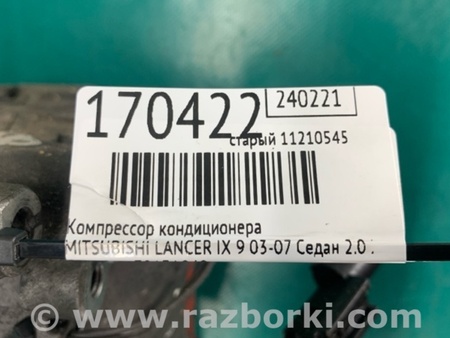 170422
240221
старый 11210545
Компрессор кондиционера
MITSUBISHI LANCER IX 9 03-07 Седан 2.0
www.razborki.com